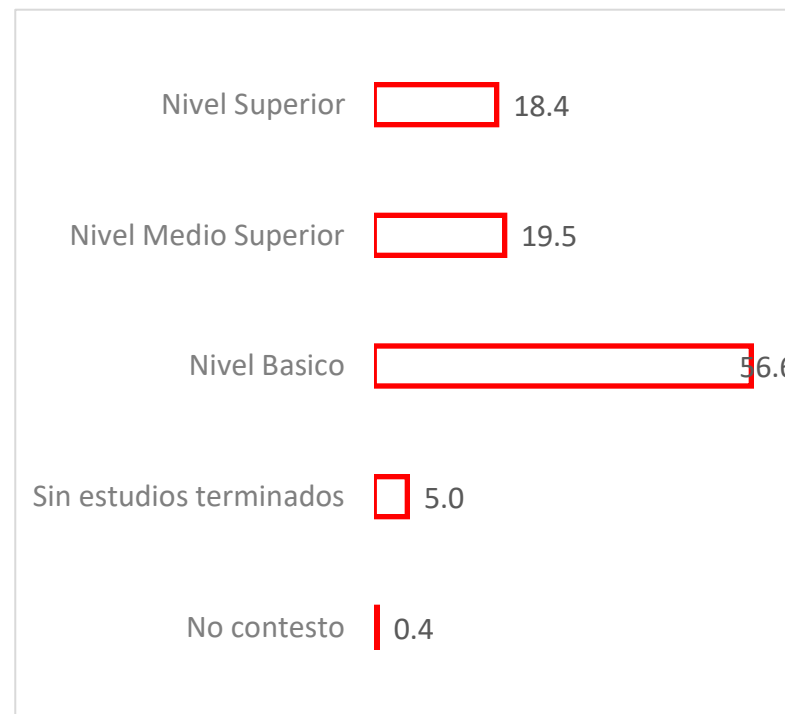 Nivel Superior 18.4
Nivel Medio Superior 19.5
Nivel Basico 56.6
Sin estudios terminados 5.0
No contesto 0.4